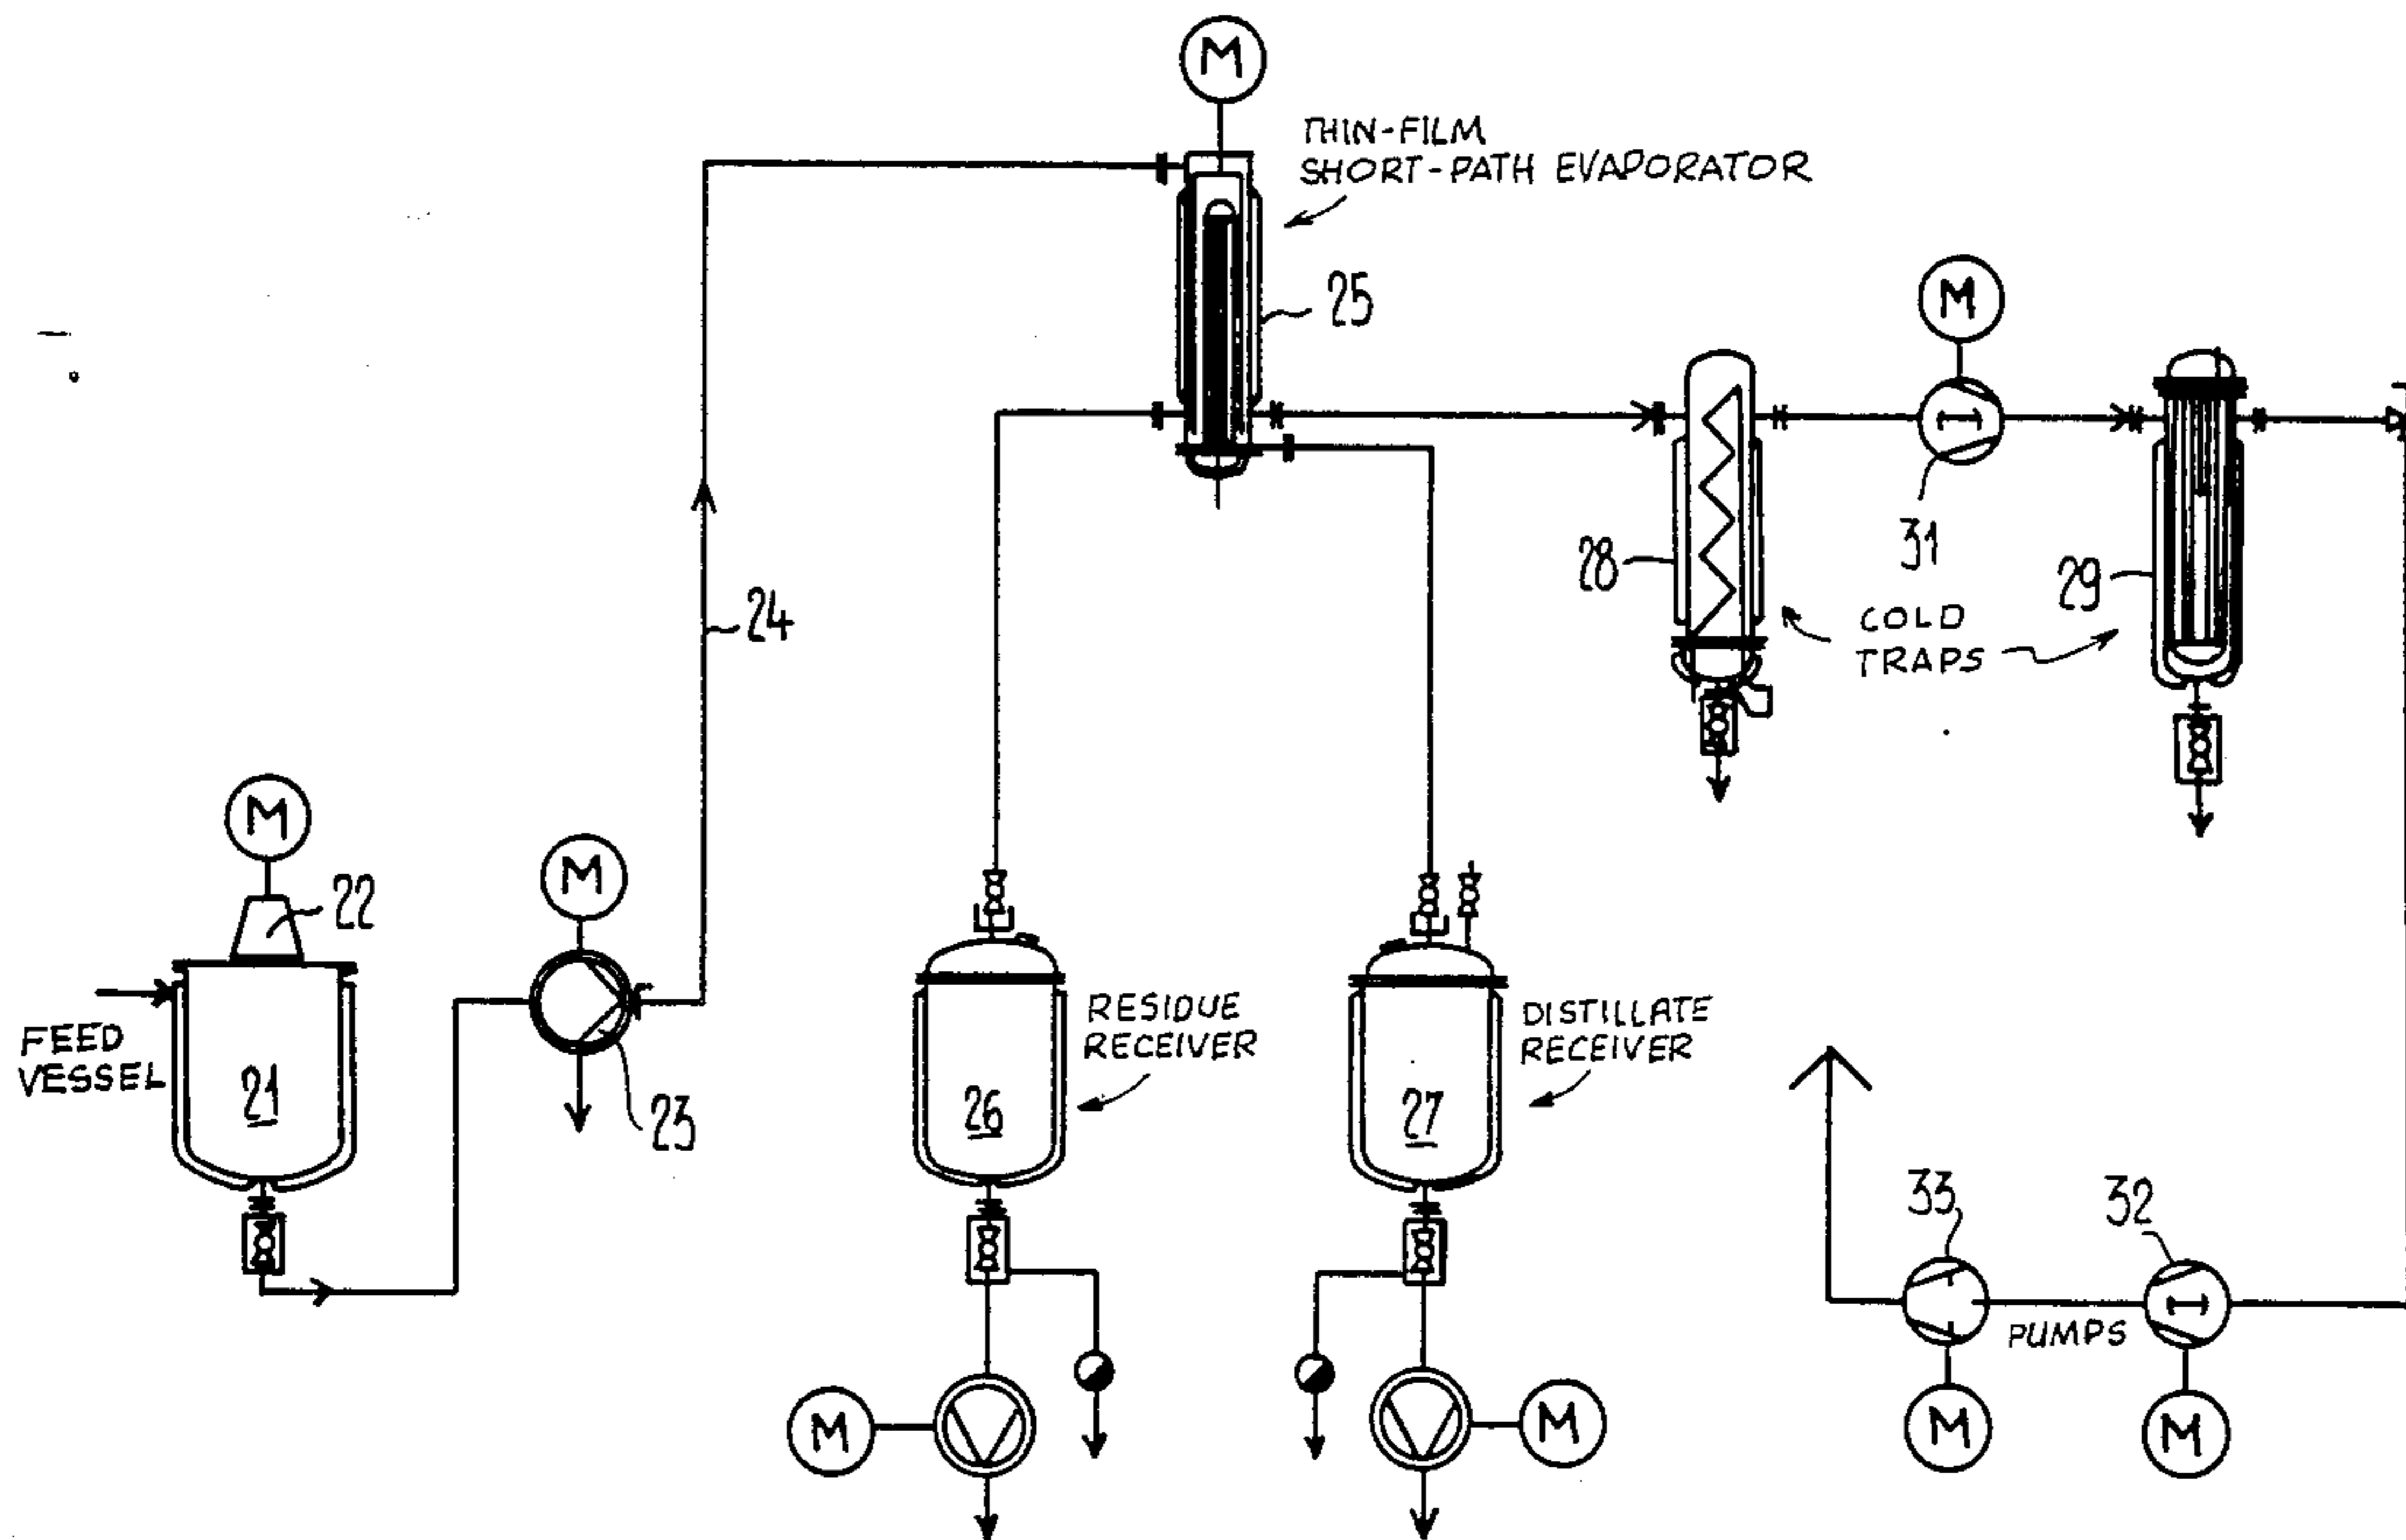 M
THIN-FILM
SHORT-PATH EVAPORATOR
25
M
31
28
29
COLD
TRAPS
24
M
22
M
FEED
VESSEL
21
23
RESIDUE
RECEIVER
26
DISTILLATE
RECEIVER
27
33
32
PUMPS
M
M
M
M